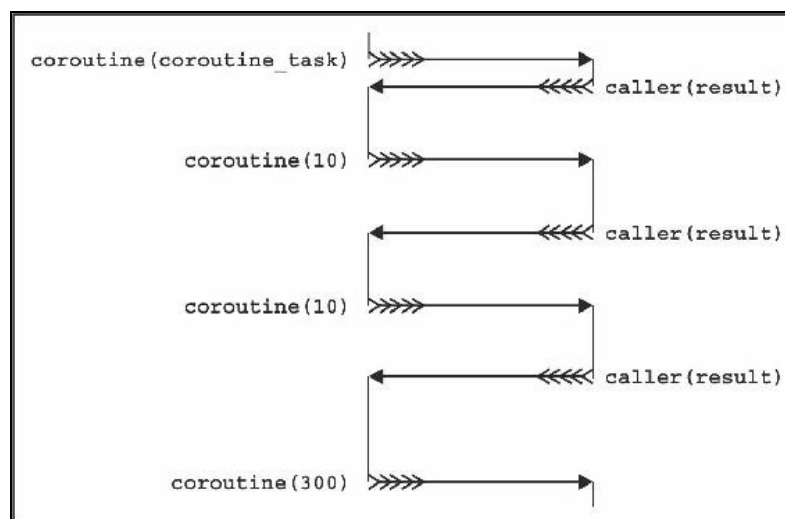 coroutine(coroutine_task)
caller(result)
coroutine(10)
caller(result)
coroutine(10)
caller(result)
coroutine(300)